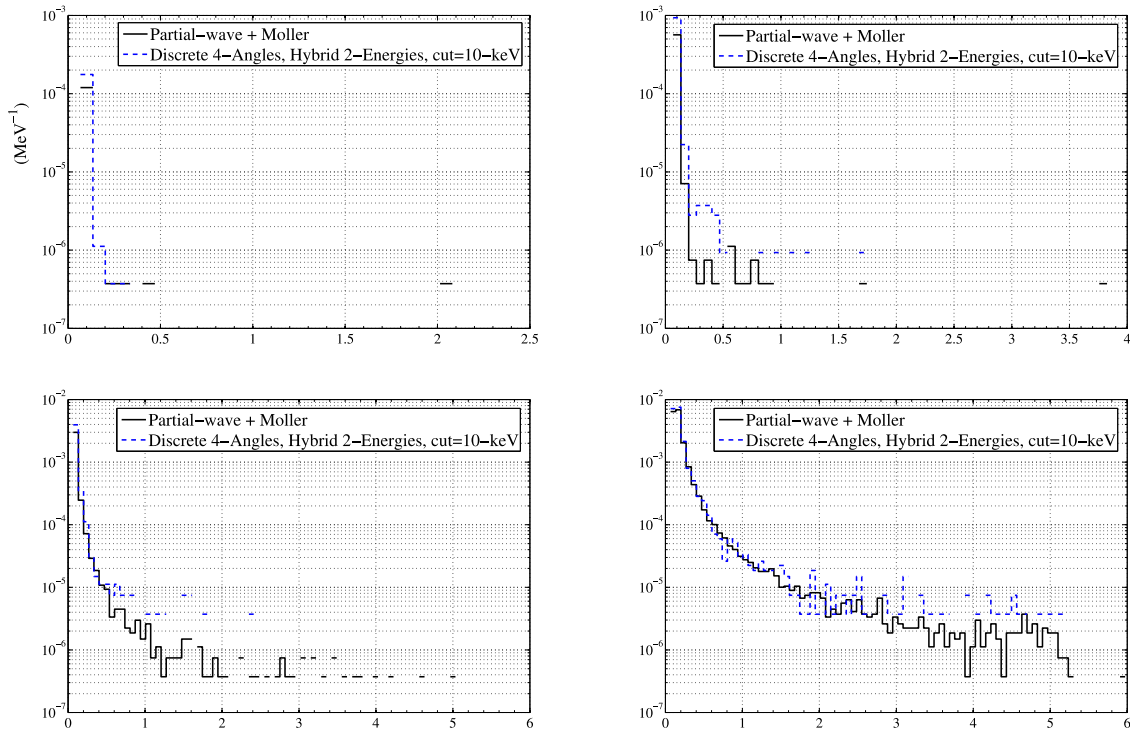 10⁻³
Partial−wave + Moller
Discrete 4−Angles, Hybrid 2−Energies, cut=10−keV
10⁻⁴
(MeV⁻¹)
10⁻⁵
10⁻⁶
10⁻⁷
0 0.5 1 1.5 2 2.5
10⁻³
Partial−wave + Moller
Discrete 4−Angles, Hybrid 2−Energies, cut=10−keV
10⁻⁴
10⁻⁵
10⁻⁶
10⁻⁷
0 0.5 1 1.5 2 2.5 3 3.5 4
10⁻²
Partial−wave + Moller
Discrete 4−Angles, Hybrid 2−Energies, cut=10−keV
10⁻³
10⁻⁴
10⁻⁵
10⁻⁶
10⁻⁷
0 1 2 3 4 5 6
10⁻²
Partial−wave + Moller
Discrete 4−Angles, Hybrid 2−Energies, cut=10−keV
10⁻³
10⁻⁴
10⁻⁵
10⁻⁶
10⁻⁷
0 1 2 3 4 5 6